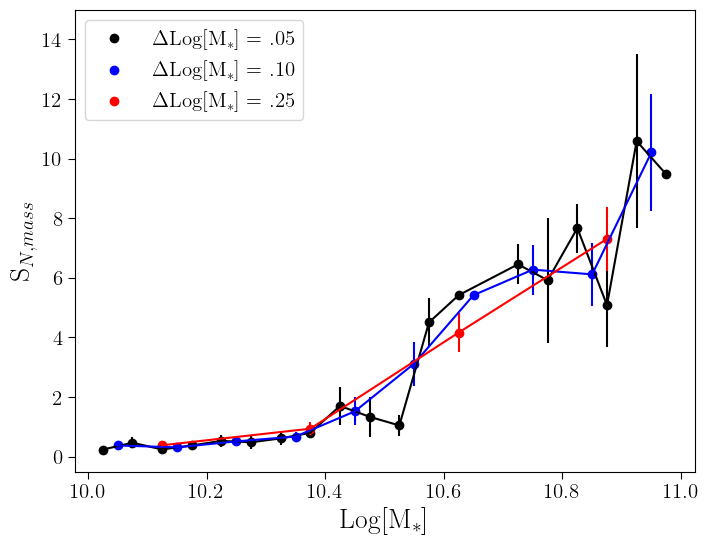 ΔLog[M*] = .05
ΔLog[M*] = .10
ΔLog[M*] = .25
14
12
10
8
6
4
2
0
S_{N,mass}
10.0 10.2 10.4 10.6 10.8 11.0
Log[M*]